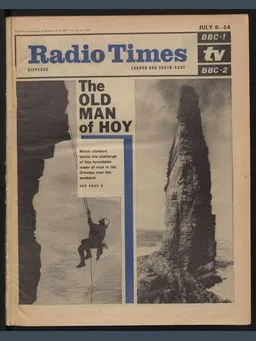 JULY 8—14
Radio Times
BBC-1
tv
BBC-2
SIXPENCE
LONDON AND SOUTH-EAST
The
OLD
MAN
of HOY
Watch climbers
tackle the challenge
of this formidable
tower of rock in the
Orkneys over the
weekend
SEE PAGE 3